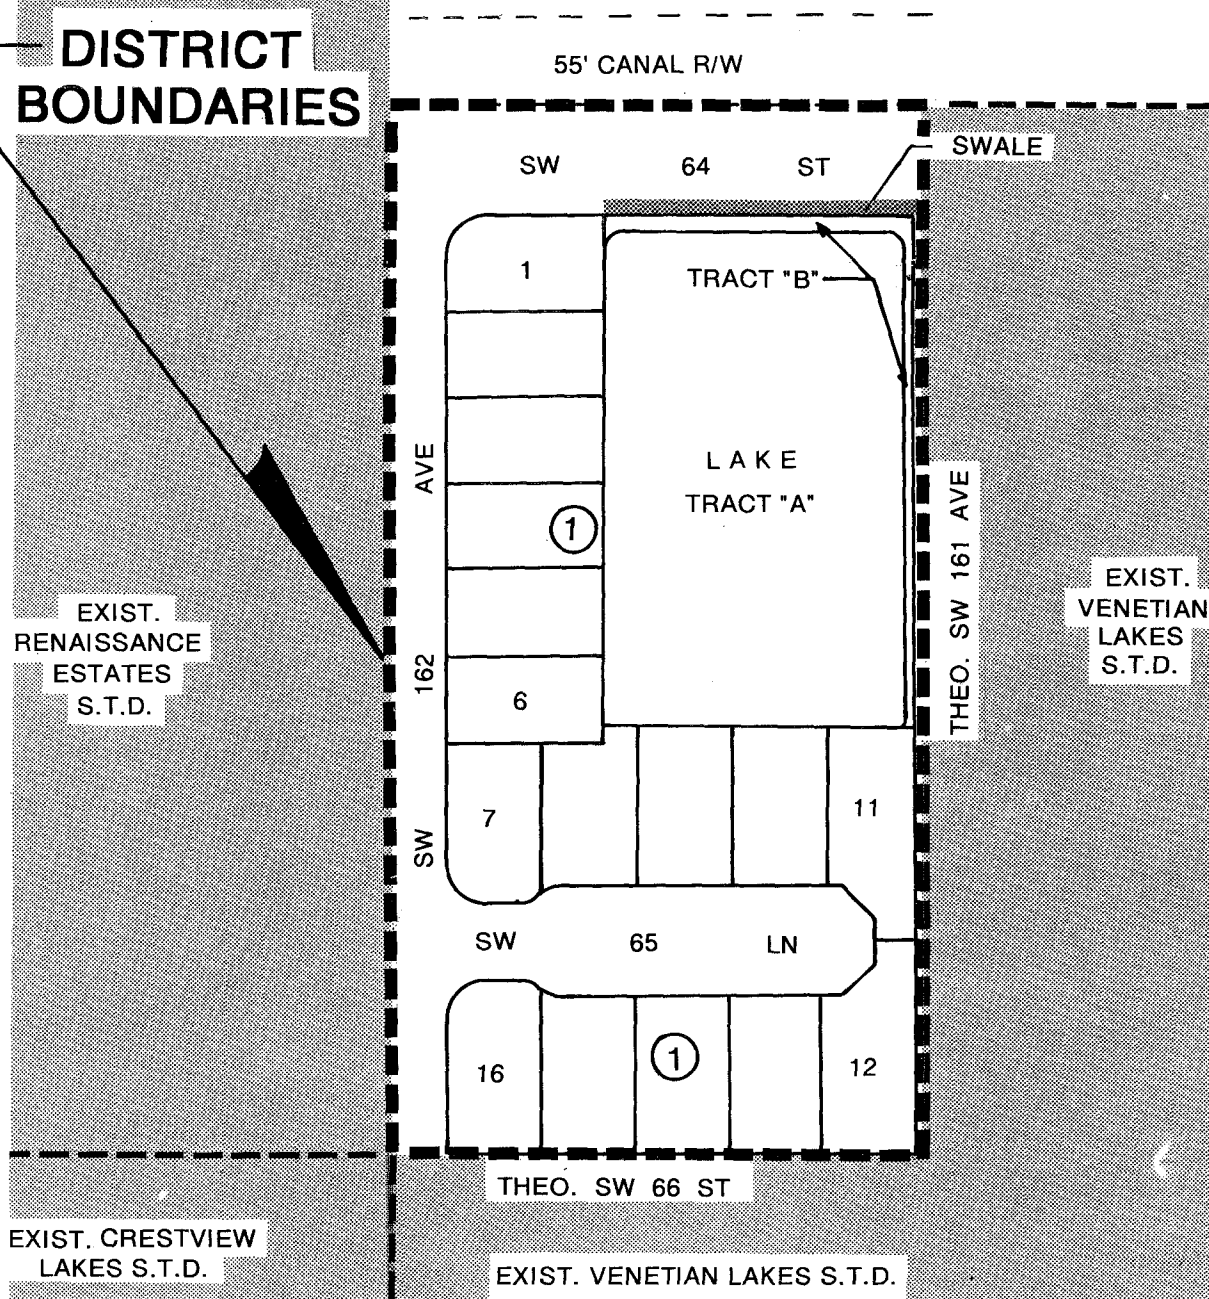 DISTRICT
BOUNDARIES
55' CANAL R/W
SWALE
SW 64 ST
1
TRACT "B"
LAKE
TRACT "A"
AVE
1
162
6
SW
THEO. SW 161 AVE
EXIST.
RENAISSANCE
ESTATES
S.T.D.
EXIST.
VENETIAN
LAKES
S.T.D.
7
11
SW 65 LN
16
1
12
THEO. SW 66 ST
EXIST. CRESTVIEW
LAKES S.T.D.
EXIST. VENETIAN LAKES S.T.D.